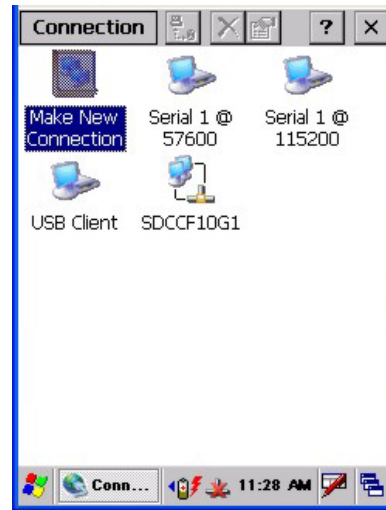 Connection ? ×
Make New Connection
Serial 1 @ 57600
Serial 1 @ 115200
USB Client
SDCCF10G1
Conn... 11:28 AM